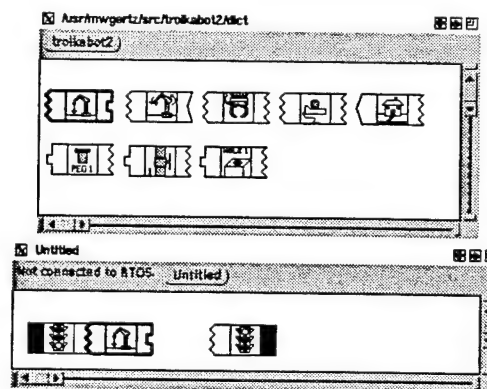 /usr/mwgertz/src/troikabot2/dict
troikabot2
PEG 1
Untitled
Not connected to RTOS. Untitled